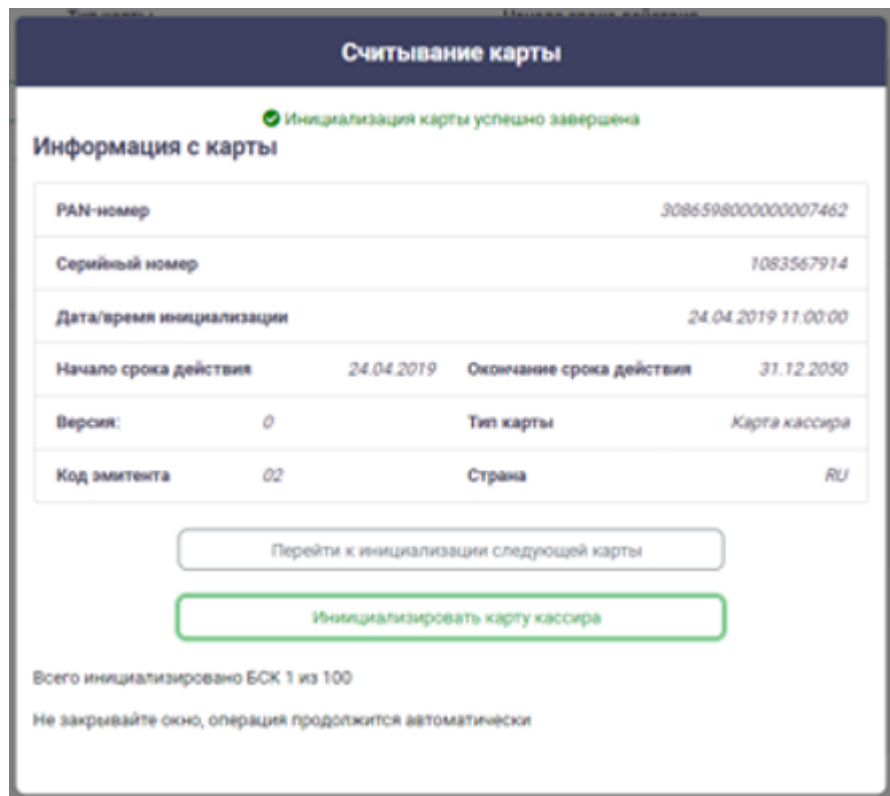 Считывание карты
Инициализация карты успешно завершена
Информация с карты
PAN-номер 3086598000000007462
Серийный номер 1083567914
Дата/время инициализации 24.04.2019 11:00:00
Начало срока действия 24.04.2019 Окончание срока действия 31.12.2050
Версия: 0 Тип карты Карта кассира
Код эмитента 02 Страна RU
Перейти к инициализации следующей карты
Иниициализировать карту кассира
Всего инициализировано БСК 1 из 100
Не закрывайте окно, операция продолжится автоматически